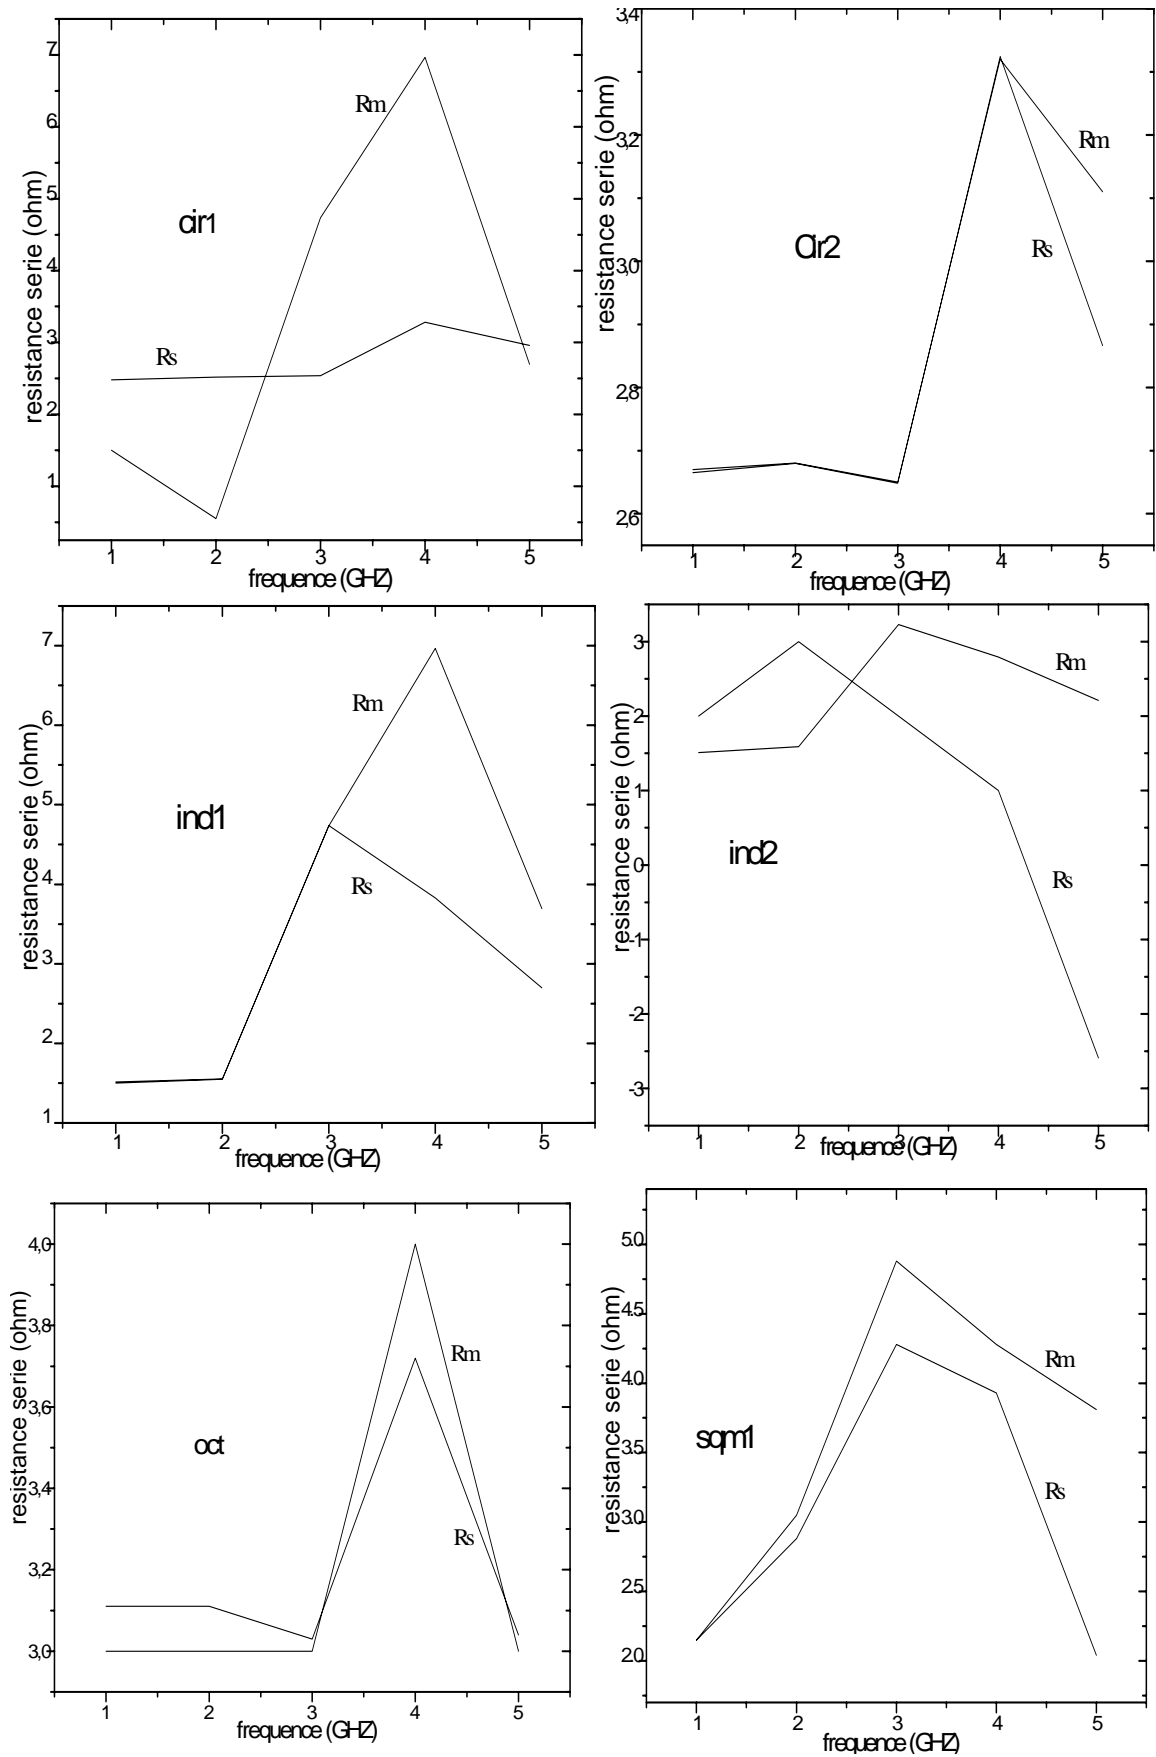 7
6
5
4
3
2
1
resistance serie (ohm)
Rm
cir1
Rs
1 2 3 4 5
frequence (GHZ)
3,4
3,2
3,0
2,8
2,6
resistance serie (ohm)
Rm
Cir2
Rs
1 2 3 4 5
frequence (GHZ)
7
6
5
4
3
2
1
resistance serie (ohm)
Rm
ind1
Rs
1 2 3 4 5
frequence (GHZ)
3
2
1
0
-1
-2
-3
resistance serie (ohm)
Rm
ind2
Rs
1 2 3 4 5
frequence (GHZ)
4,0
3,8
3,6
3,4
3,2
3,0
resistance serie (ohm)
Rm
oct
Rs
1 2 3 4 5
frequence (GHZ)
5.0
4.5
4.0
3.5
3.0
2.5
2.0
resistance serie (ohm)
Rm
sqm1
Rs
1 2 3 4 5
frequence (GHZ)